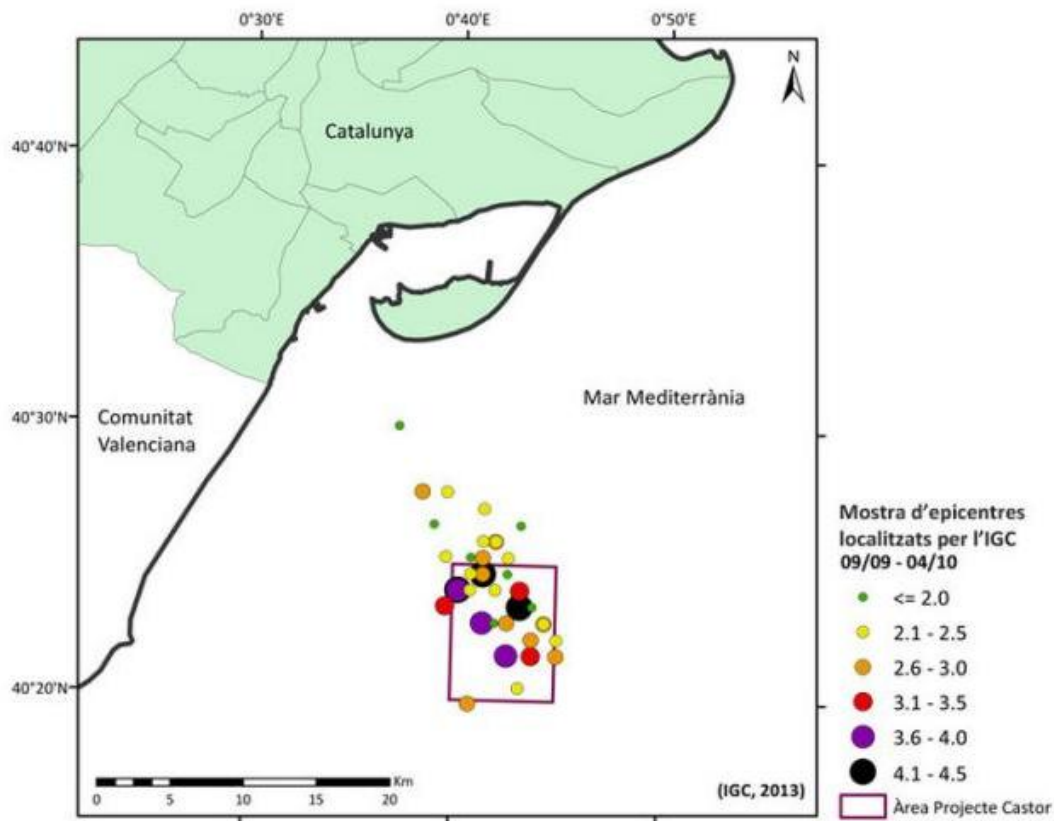 0°30'E
0°40'E
0°50'E
N
Catalunya
40°40'N
Comunitat
Valenciana
40°30'N
Mar Mediterrània
40°20'N
Mostra d'epicentres
localitzats per l'IGC
09/09 - 04/10
<= 2.0
2.1 - 2.5
2.6 - 3.0
3.1 - 3.5
3.6 - 4.0
4.1 - 4.5
Àrea Projecte Castor
Km
0 5 10 15 20
(IGC, 2013)